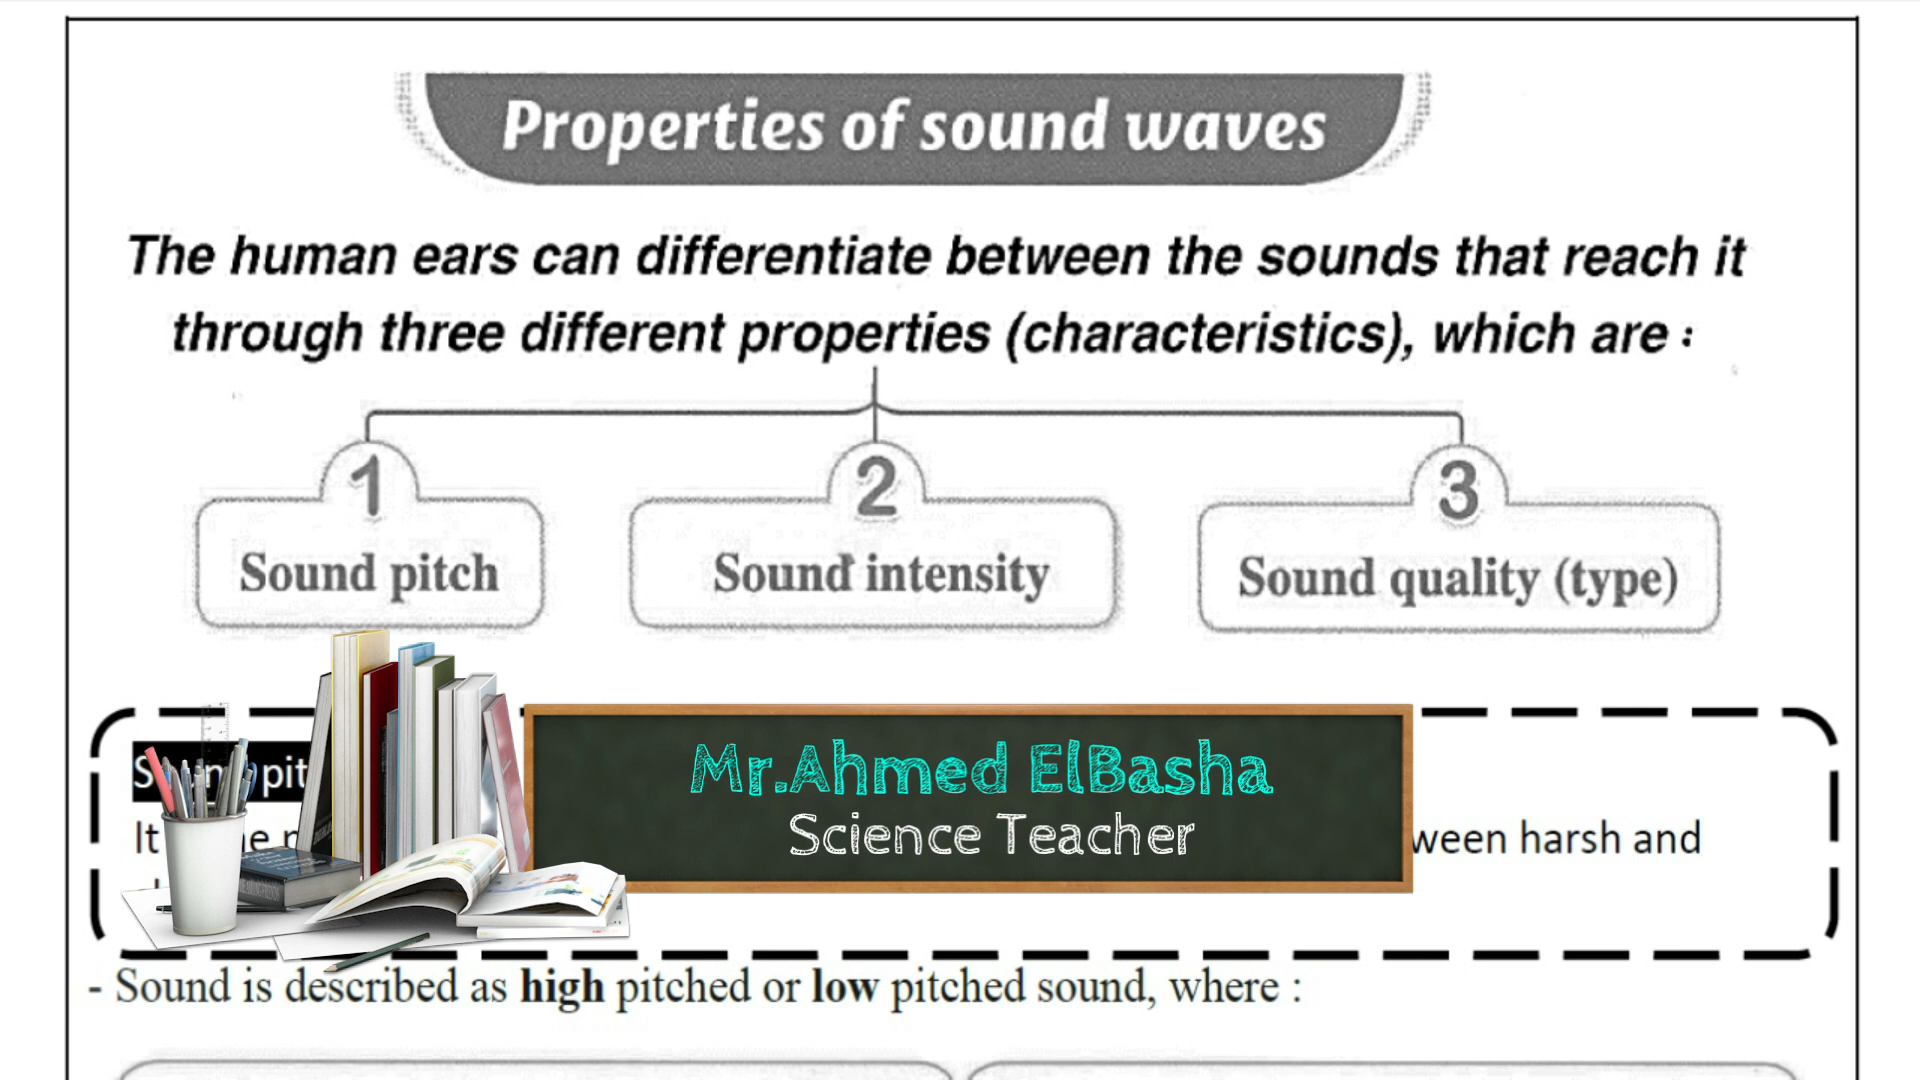 Properties of sound waves
The human ears can differentiate between the sounds that reach it
through three different properties (characteristics), which are :
1
2
3
Sound pitch
Sound intensity
Sound quality (type)
Mr.Ahmed ElBasha
Science Teacher
It
ween harsh and
- Sound is described as high pitched or low pitched sound, where :